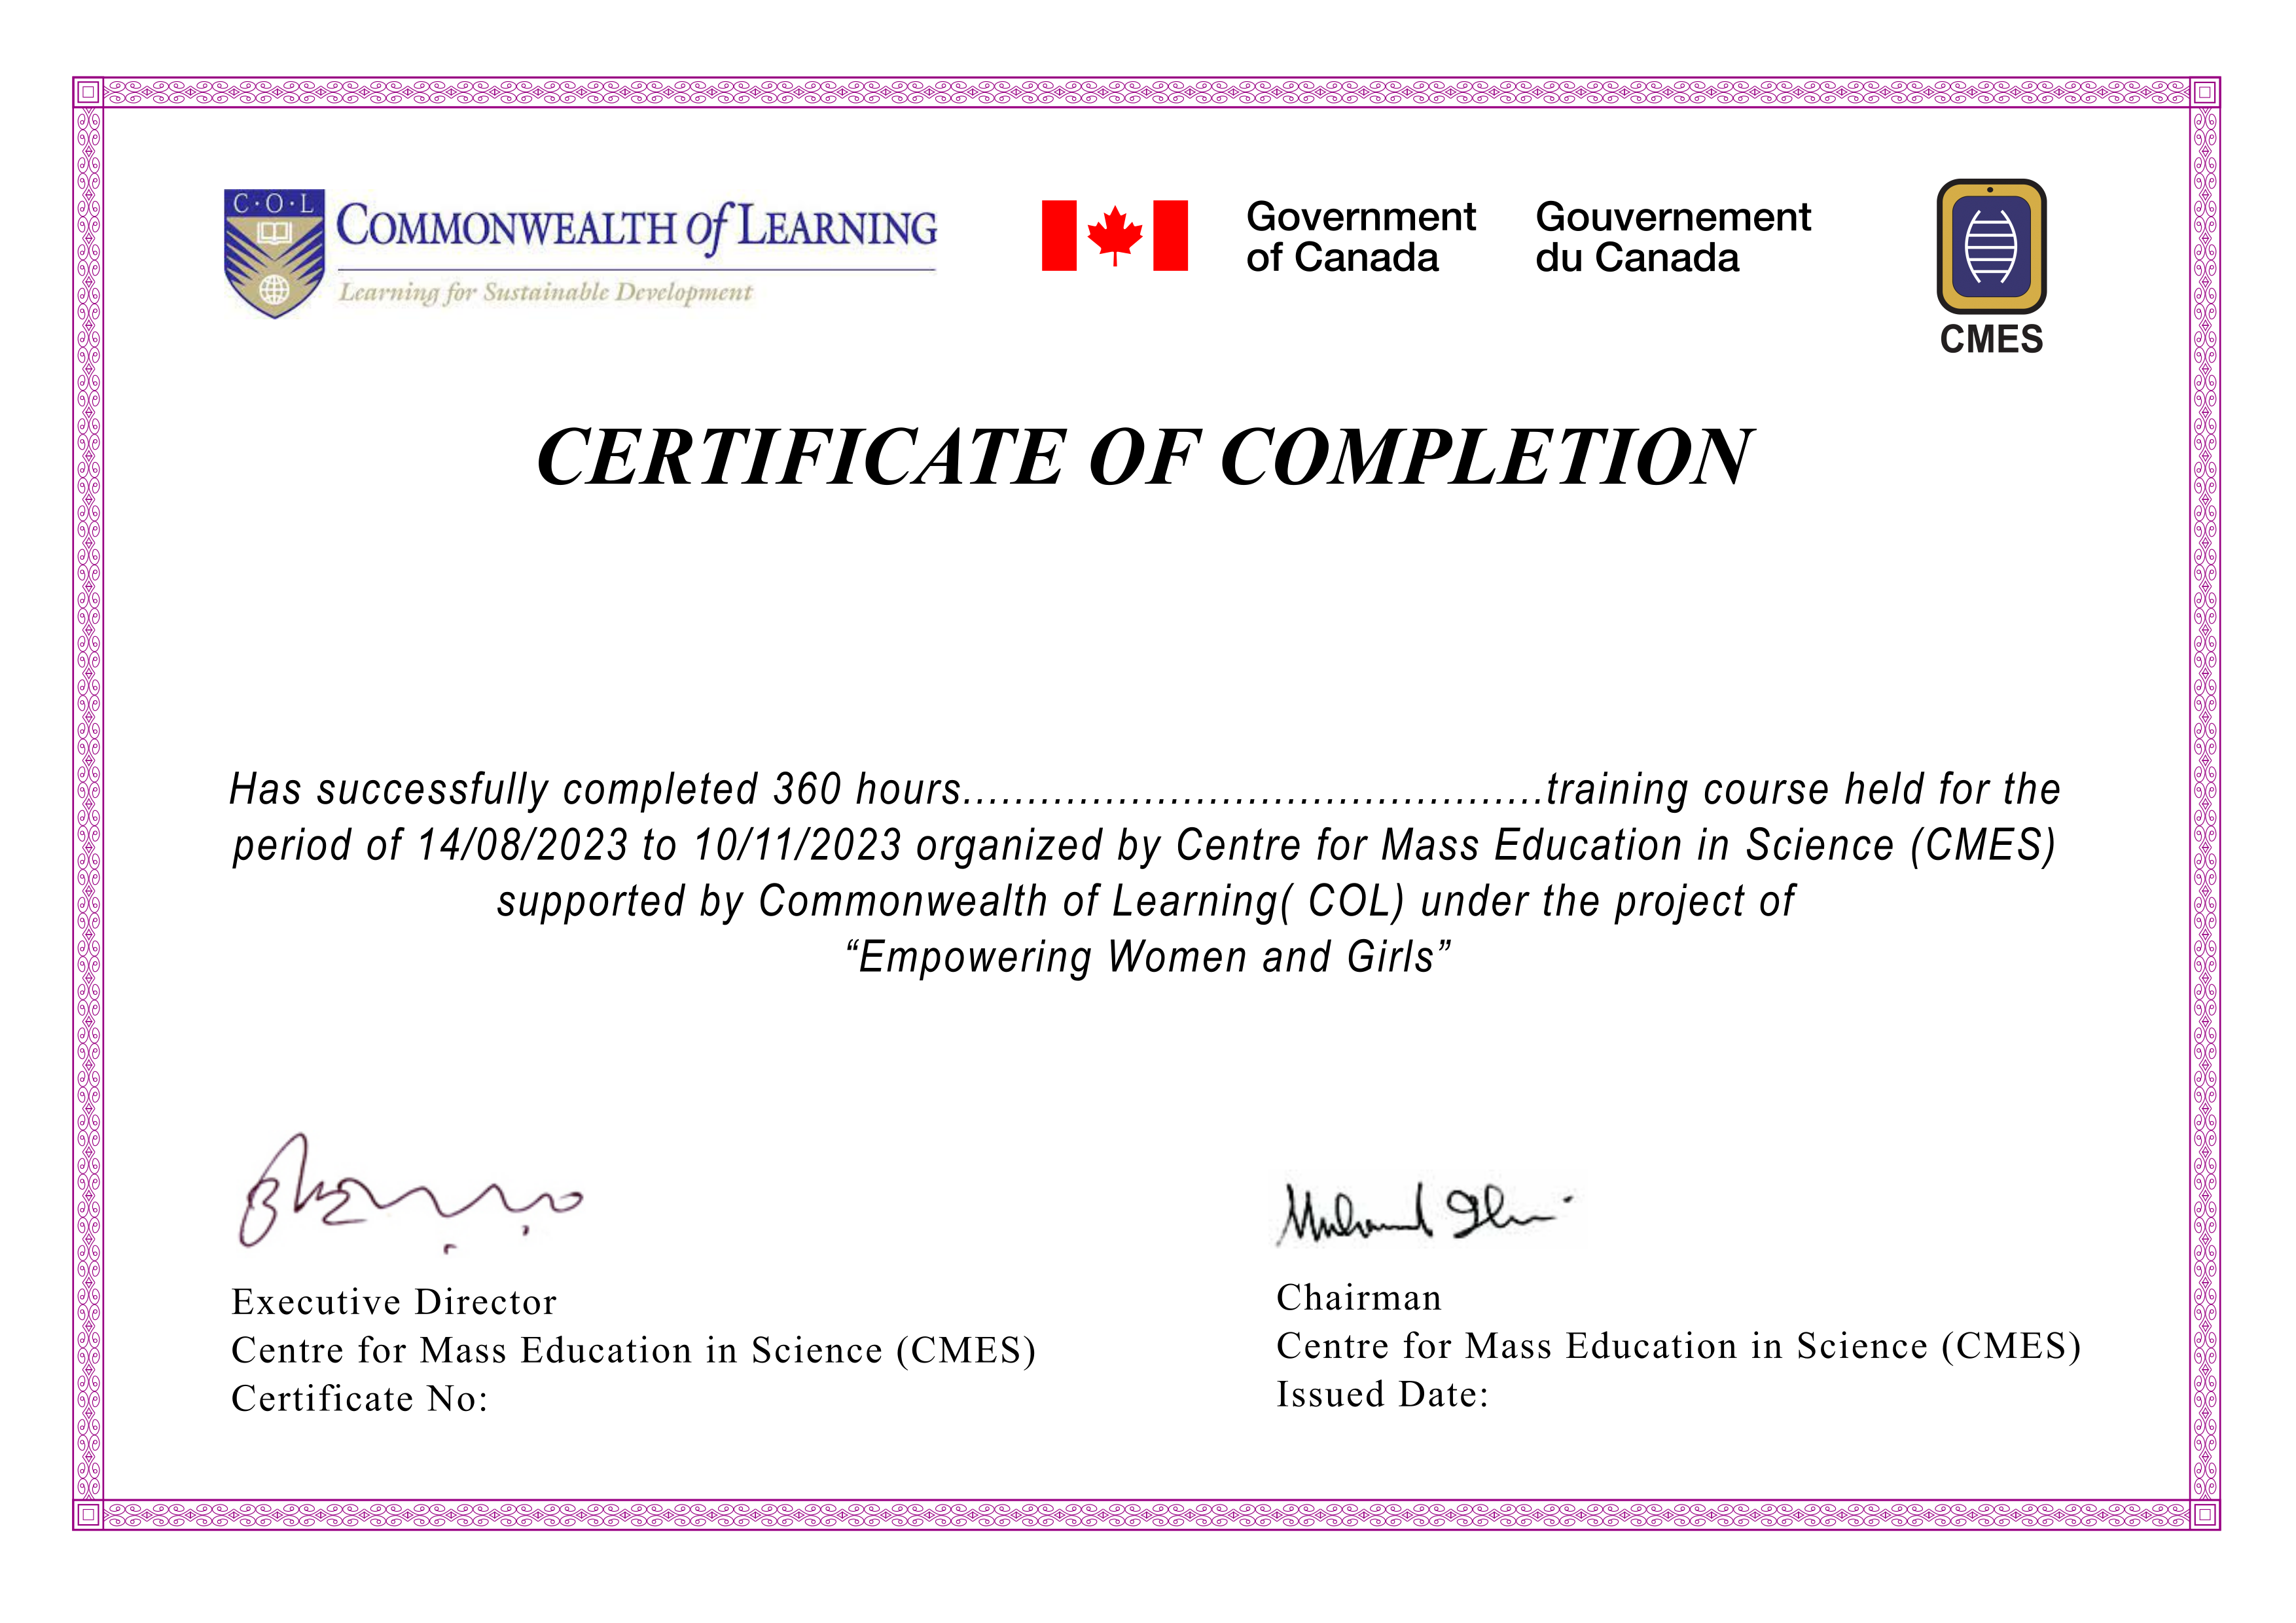 C·O·L
COMMONWEALTH of LEARNING
Learning for Sustainable Development
Government of Canada
Gouvernement du Canada
CMES
CERTIFICATE OF COMPLETION
Has successfully completed 360 hours.............................................training course held for the
period of 14/08/2023 to 10/11/2023 organized by Centre for Mass Education in Science (CMES)
supported by Commonwealth of Learning( COL) under the project of
“Empowering Women and Girls”
Executive Director
Centre for Mass Education in Science (CMES)
Certificate No:
Chairman
Centre for Mass Education in Science (CMES)
Issued Date: